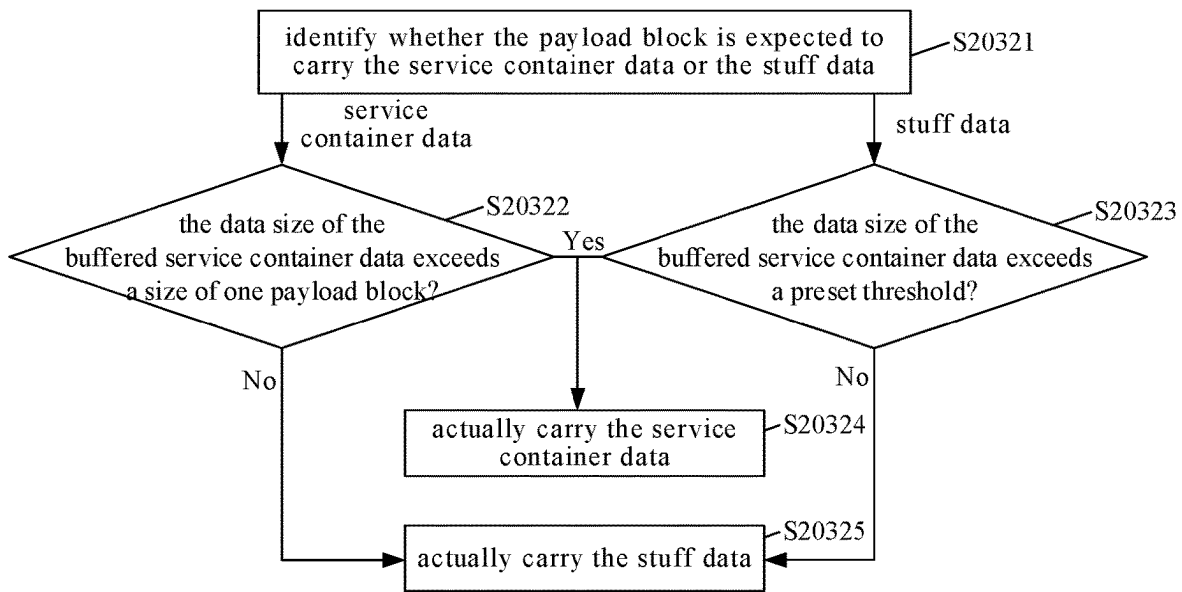 identify whether the payload block is expected to
carry the service container data or the stuff data
S20321
service
container data
stuff data
the data size of the
buffered service container data exceeds
a size of one payload block?
S20322
Yes
the data size of the
buffered service container data exceeds
a preset threshold?
S20323
No
No
actually carry the service
container data
S20324
actually carry the stuff data
S20325